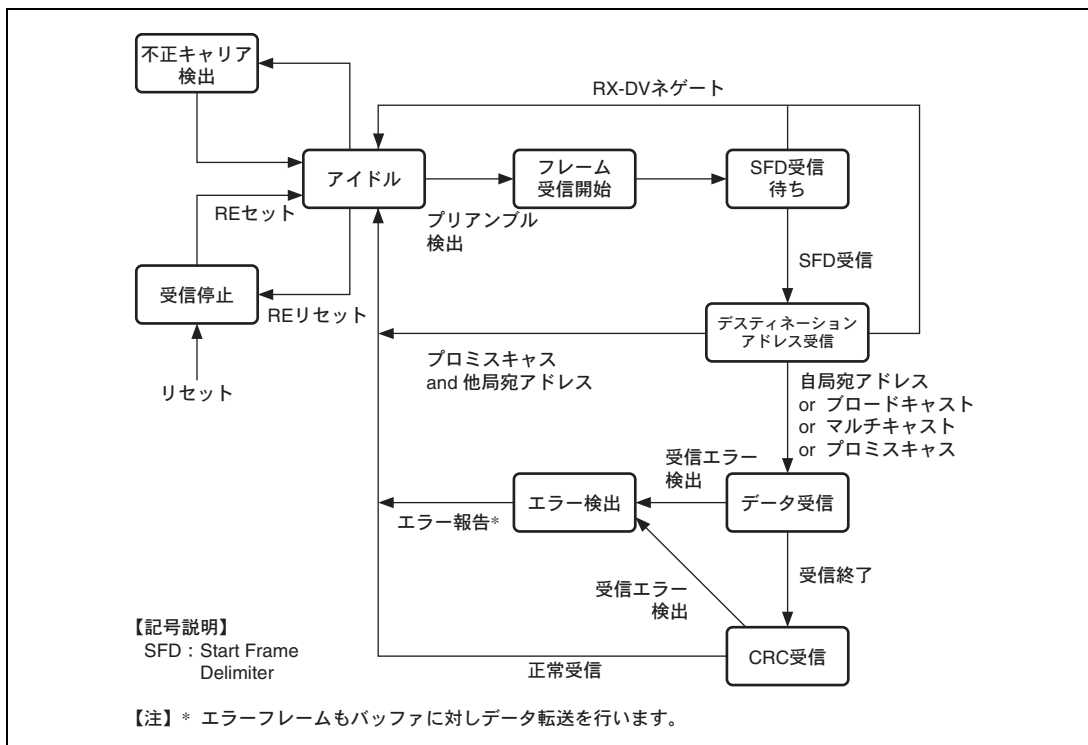 不正キャリア
検出
RX-DVネゲート
アイドル
フレーム
受信開始
SFD受信
待ち
REセット
プリアンブル
検出
SFD受信
受信停止
REリセット
デスティネーション
アドレス受信
リセット
プロミスキャス
and 他局宛アドレス
自局宛アドレス
or ブロードキャスト
or マルチキャスト
or プロミスキャス
受信エラー
検出
エラー検出
データ受信
エラー報告*
受信終了
受信エラー
検出
【記号説明】
SFD：Start Frame
Delimiter
正常受信
CRC受信
【注】* エラーフレームもバッファに対しデータ転送を行います。